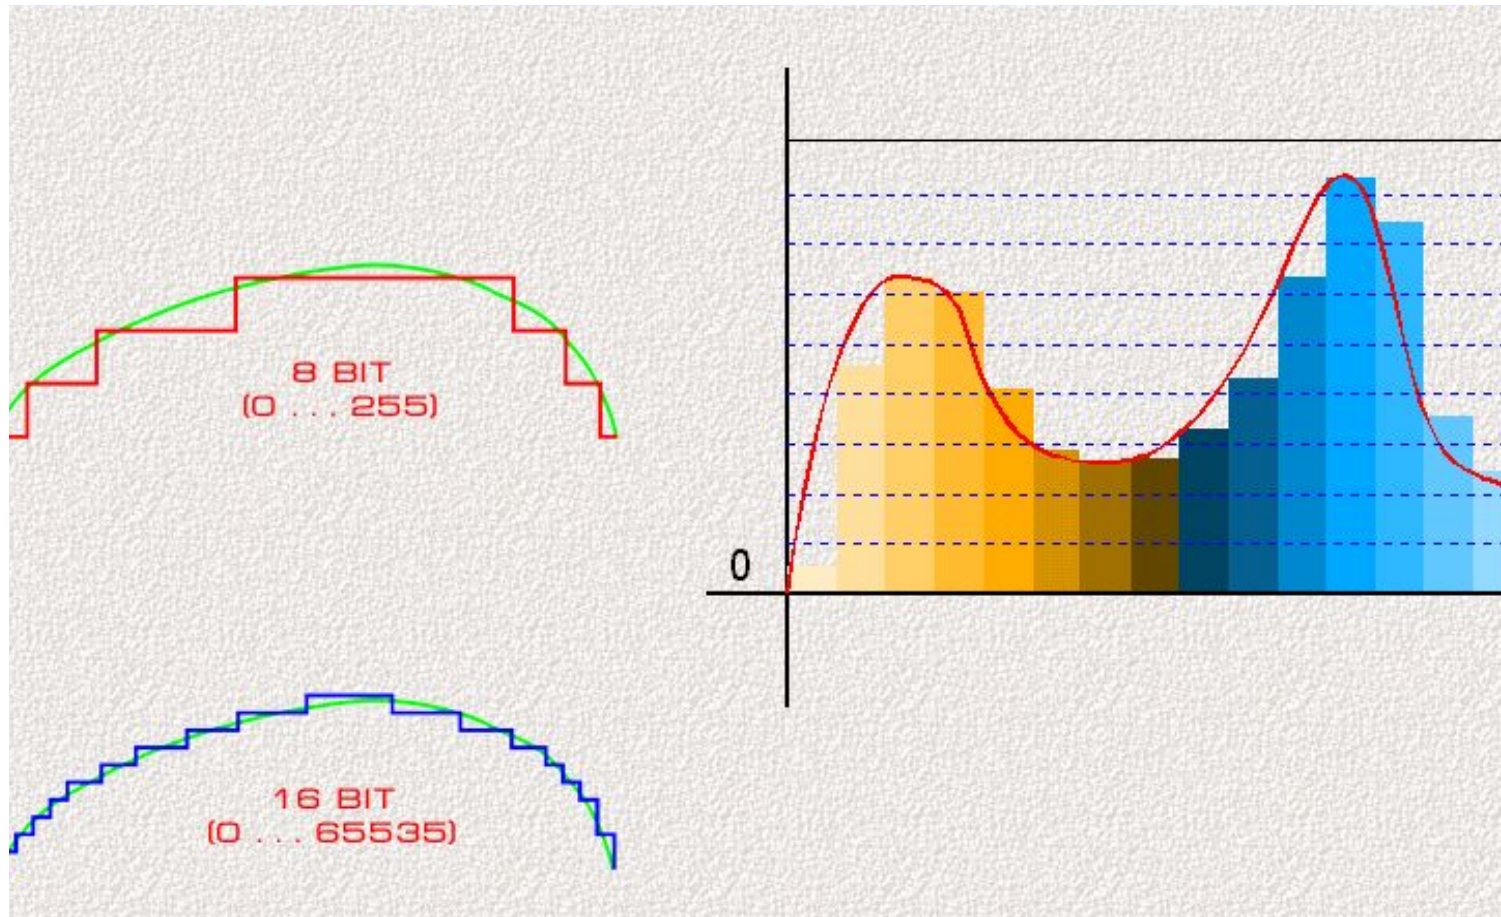 8 BIT
(0 . . . 255)
0
16 BIT
(0 . . . 65535)